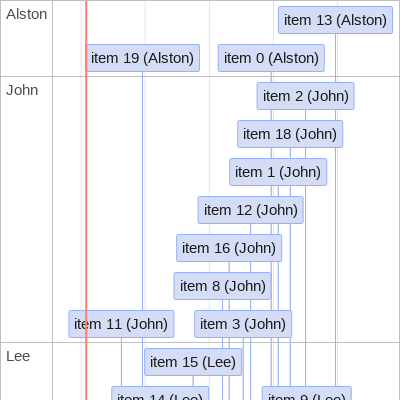 Alston
item 13 (Alston)
item 19 (Alston)
item 0 (Alston)
John
item 2 (John)
item 18 (John)
item 1 (John)
item 12 (John)
item 16 (John)
item 8 (John)
item 11 (John)
item 3 (John)
Lee
item 15 (Lee)
item 14 (Lee)
item 9 (Lee)